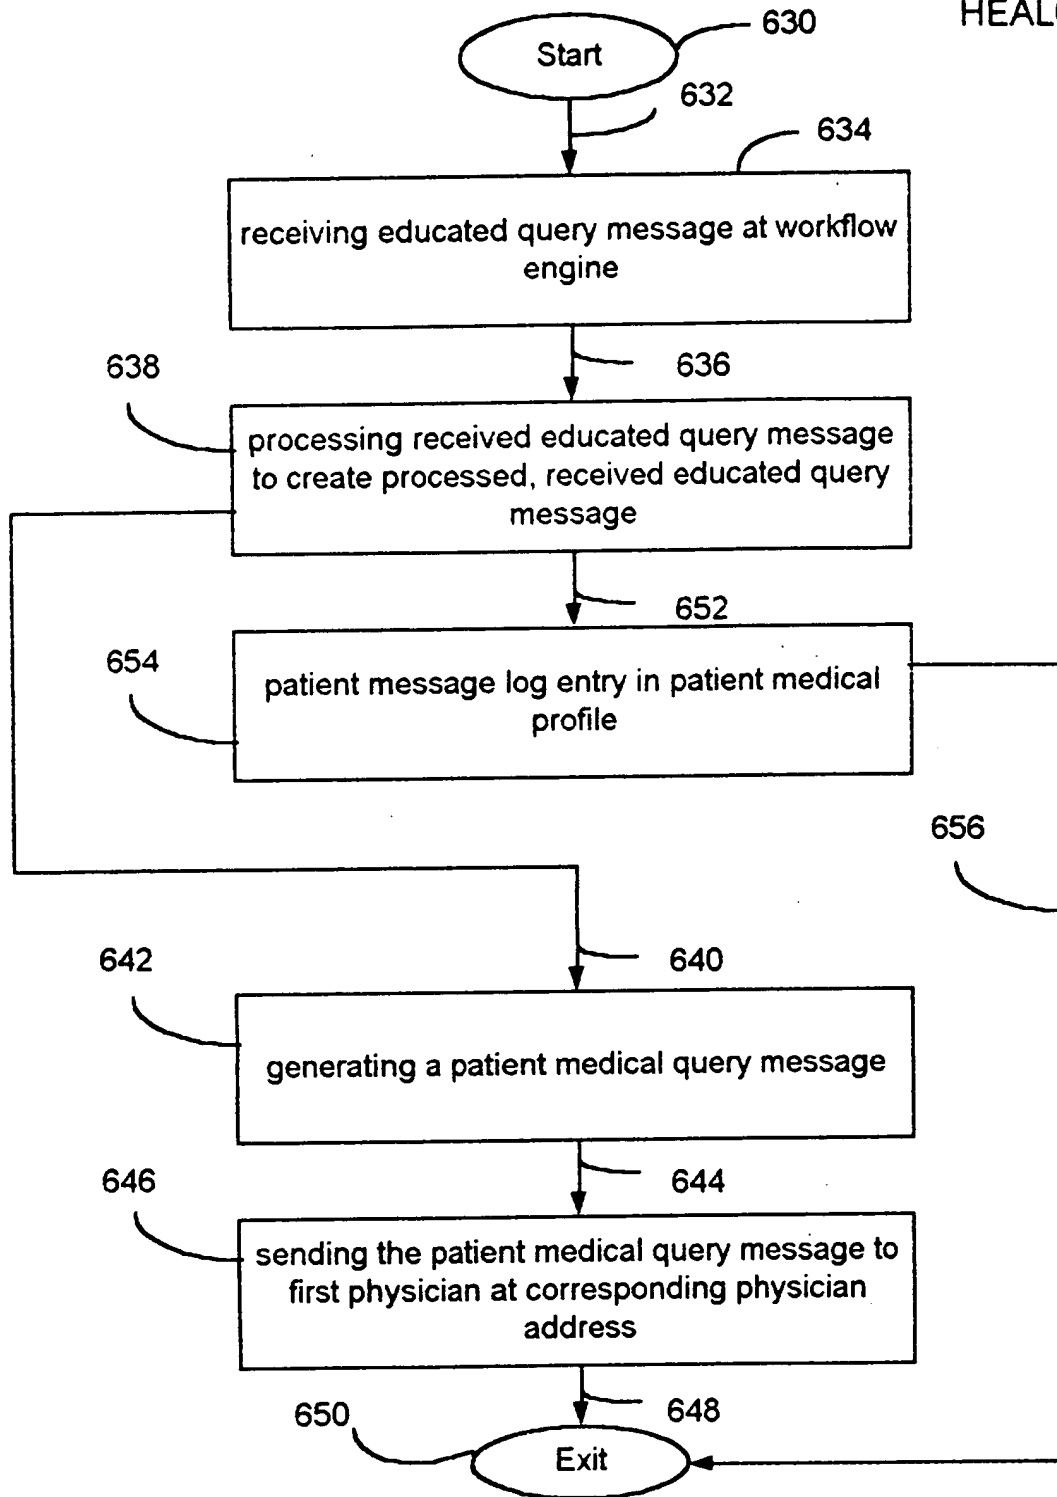 HEAL
630
Start
632
634
receiving educated query message at workflow
engine
636
638
processing received educated query message
to create processed, received educated query
message
652
654
patient message log entry in patient medical
profile
656
640
642
generating a patient medical query message
644
646
sending the patient medical query message to
first physician at corresponding physician
address
648
650
Exit